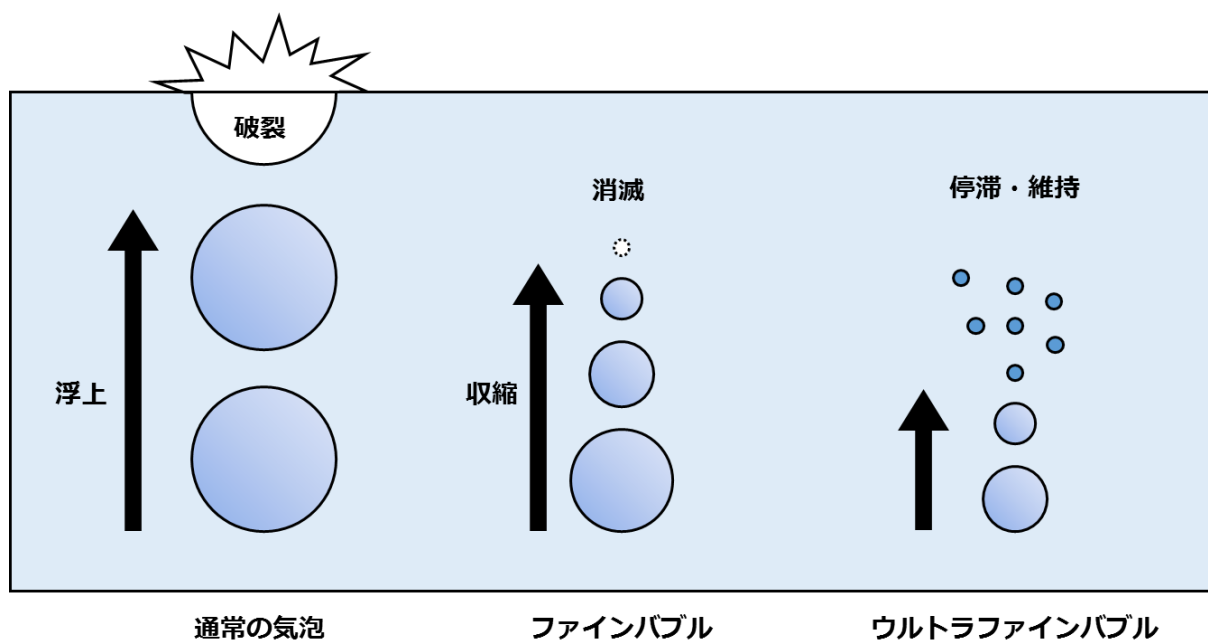 破裂
消滅
停滞・維持
浮上
収縮
通常の気泡
ファインバブル
ウルトラファインバブル